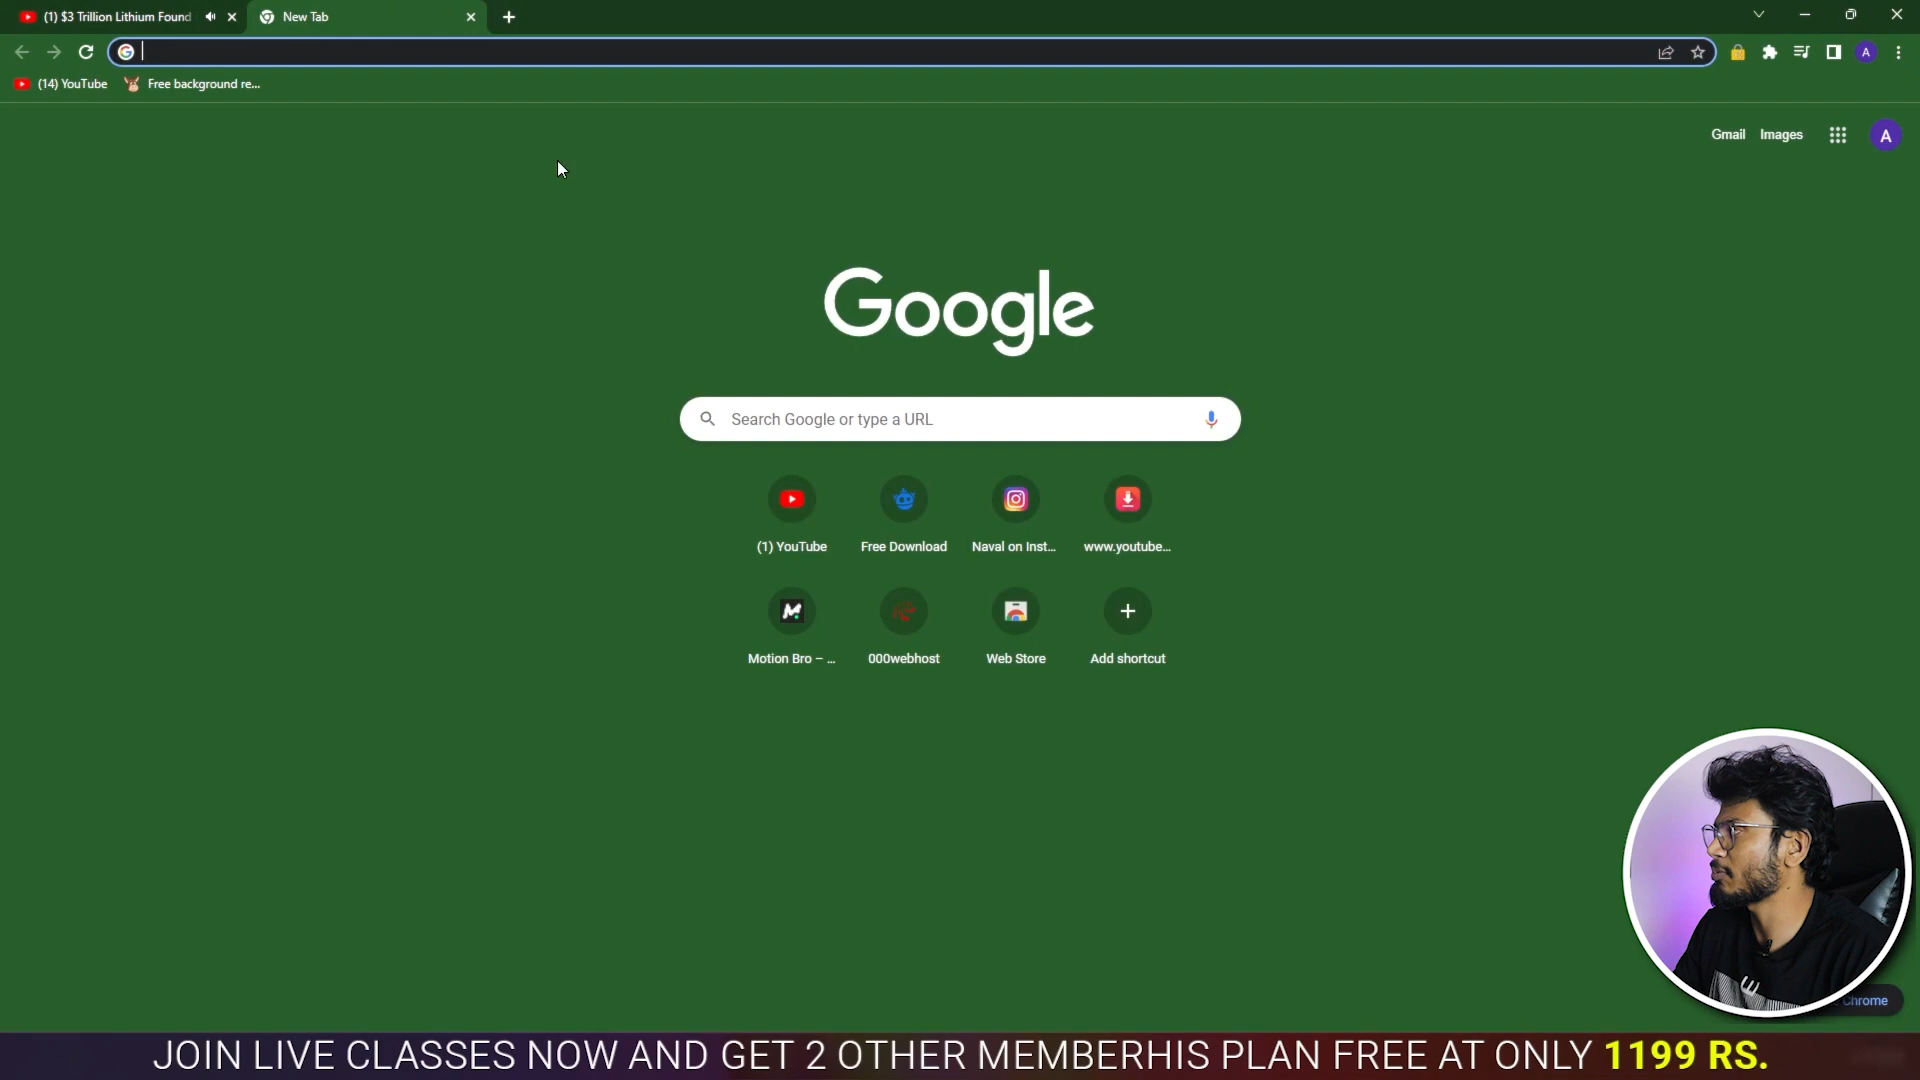 (1) $3 Trillion Lithium Found
New Tab
(14) YouTube
Free background re...
Gmail
Images
A
A
Google
Search Google or type a URL
(1) YouTube
Free Download
Naval on Inst...
www.youtube...
Motion Bro – ...
000webhost
Web Store
Add shortcut
Chrome
JOIN LIVE CLASSES NOW AND GET 2 OTHER MEMBERHIS PLAN FREE AT ONLY 1199 RS.